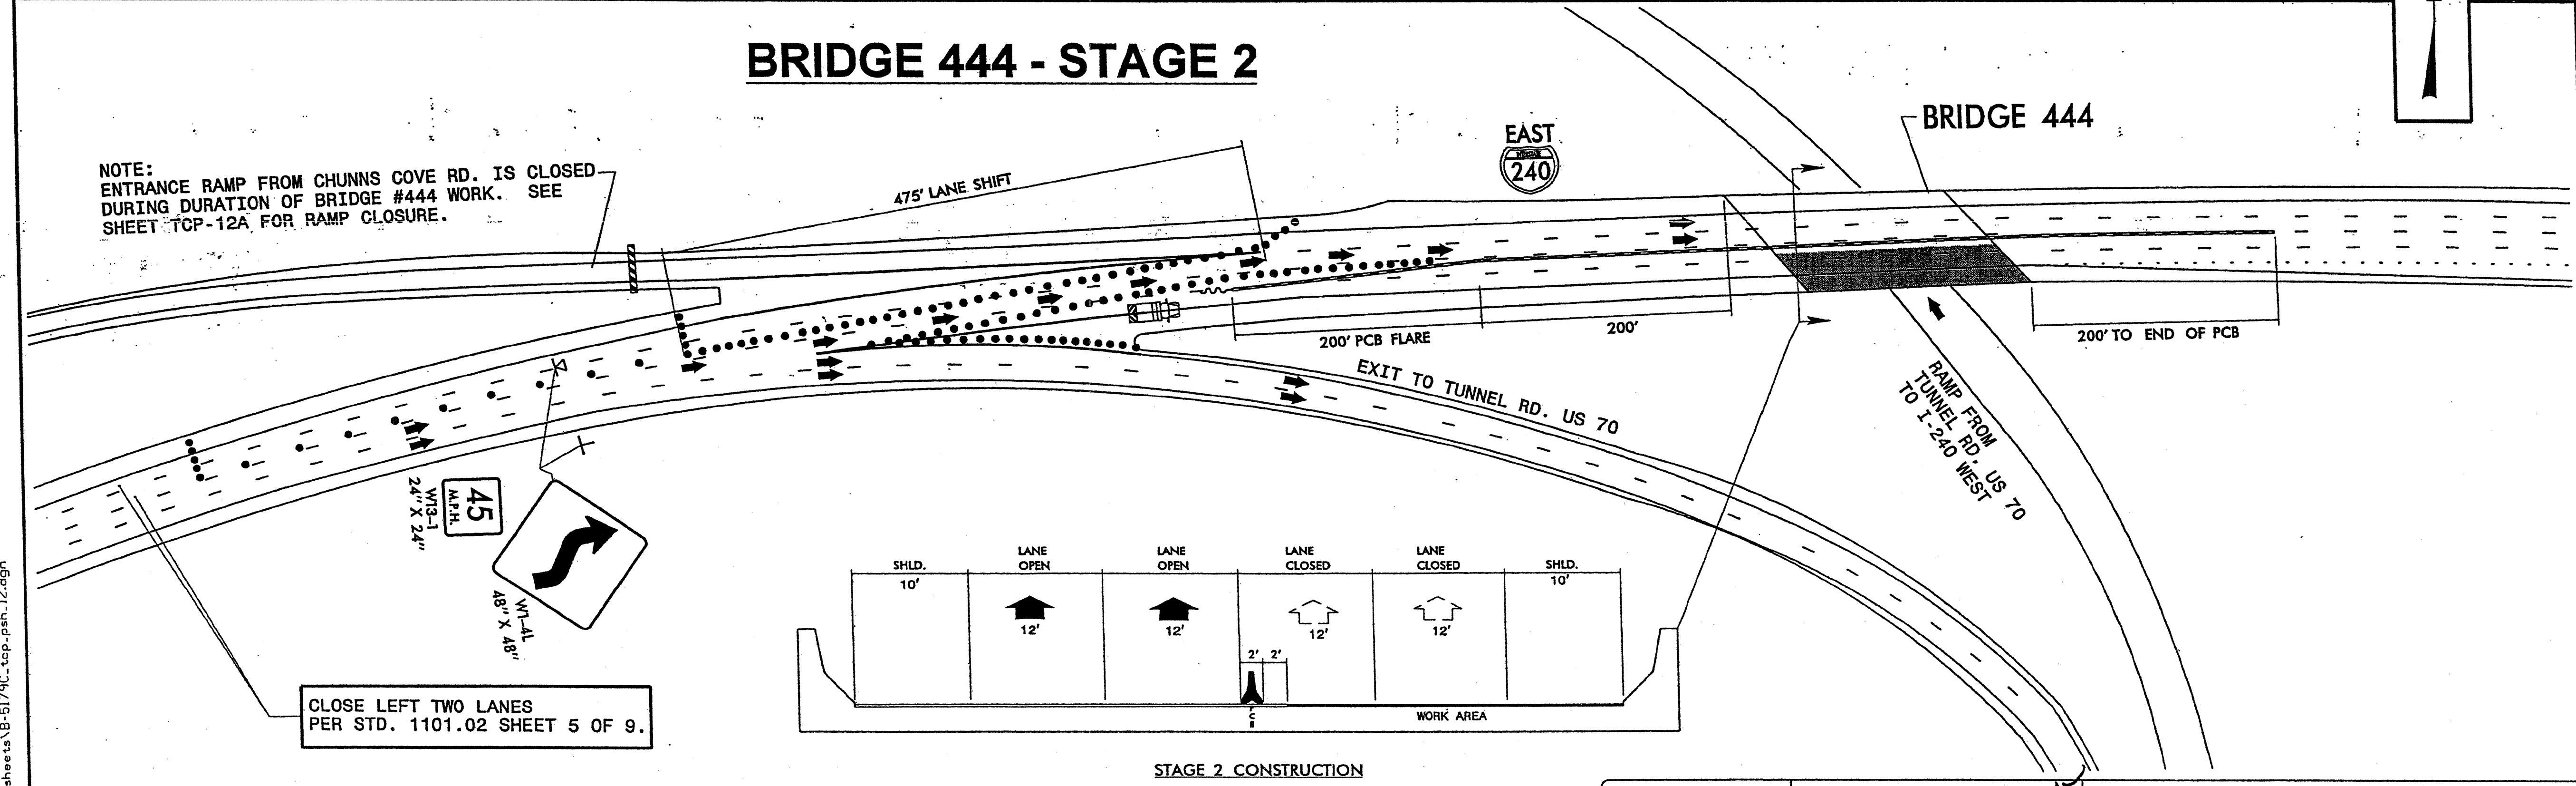 BRIDGE 444 - STAGE 2
NOTE:
ENTRANCE RAMP FROM CHUNNS COVE RD. IS CLOSED
DURING DURATION OF BRIDGE #444 WORK. SEE
SHEET TCP-12A FOR RAMP CLOSURE.
475' LANE SHIFT
EAST
INTERSTATE
240
BRIDGE 444
200' PCB FLARE
200'
200' TO END OF PCB
EXIT TO TUNNEL RD. US 70
RAMP FROM
TUNNEL RD. US 70
TO I-240 WEST
45
M.P.H.
W13-1
24" X 24"
W1-4L
48" X 48"
CLOSE LEFT TWO LANES
PER STD. 1101.02 SHEET 5 OF 9.
SHLD.
10'
LANE
OPEN
12'
LANE
OPEN
12'
LANE
CLOSED
12'
LANE
CLOSED
12'
SHLD.
10'
2' 2'
WORK AREA
STAGE 2 CONSTRUCTION
sheets\B-5179C_tcp-psh_12.dgn